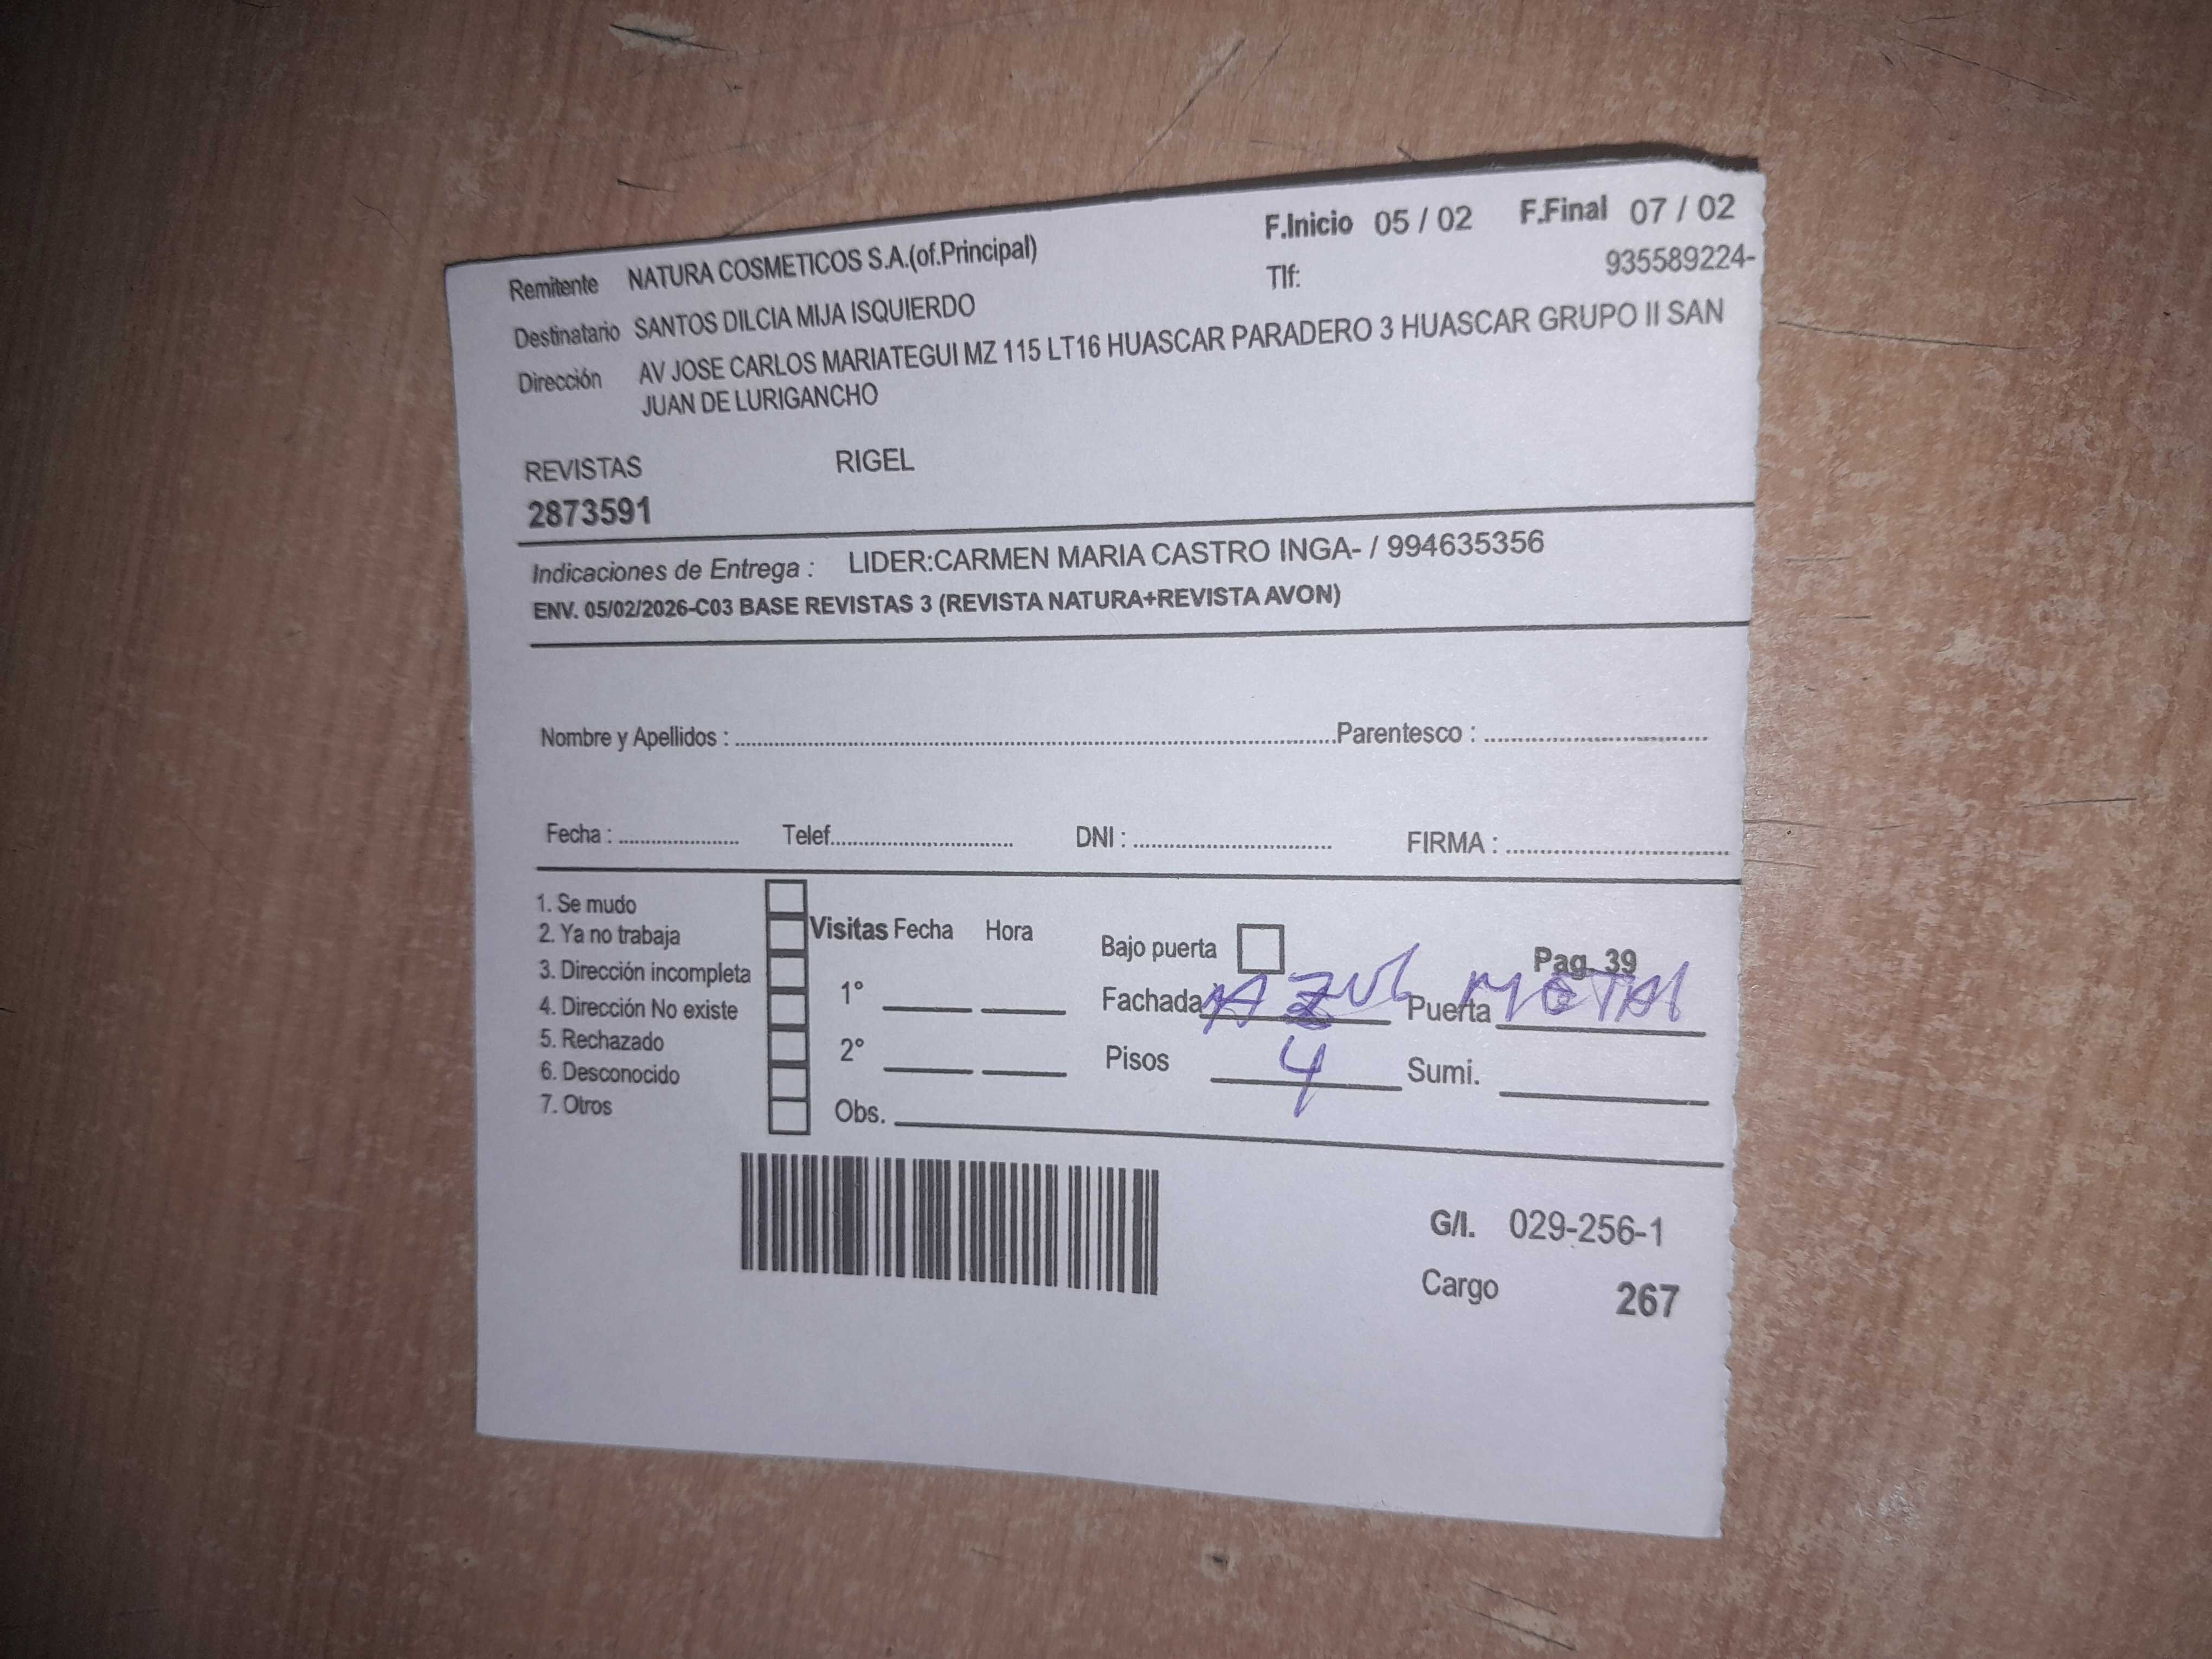 F.Inicio 05 / 02 F.Final 07 / 02
Remitente NATURA COSMETICOS S.A.(of.Principal) Tlf: 935589224-
Destinatario SANTOS DILCIA MIJA ISQUIERDO
Dirección AV JOSE CARLOS MARIATEGUI MZ 115 LT16 HUASCAR PARADERO 3 HUASCAR GRUPO II SAN
JUAN DE LURIGANCHO
REVISTAS RIGEL
2873591
Indicaciones de Entrega : LIDER:CARMEN MARIA CASTRO INGA- / 994635356
ENV. 05/02/2026-C03 BASE REVISTAS 3 (REVISTA NATURA+REVISTA AVON)
Nombre y Apellidos : Parentesco :
Fecha : Telef. DNI : FIRMA :
1. Se mudo
2. Ya no trabaja Visitas Fecha Hora Bajo puerta Pag. 39
3. Dirección incompleta
4. Dirección No existe 1° Fachada AZUL Puerta METAL
5. Rechazado
6. Desconocido 2° Pisos 4 Sumi.
7. Otros Obs.
G/I. 029-256-1
Cargo 267